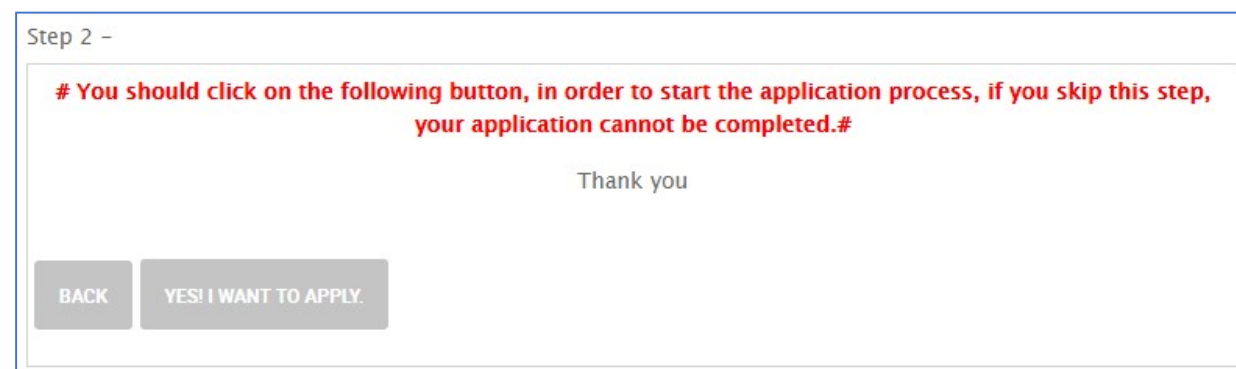 Step 2 –
# You should click on the following button, in order to start the application process, if you skip this step,
your application cannot be completed.#
Thank you
BACK
YES! I WANT TO APPLY.